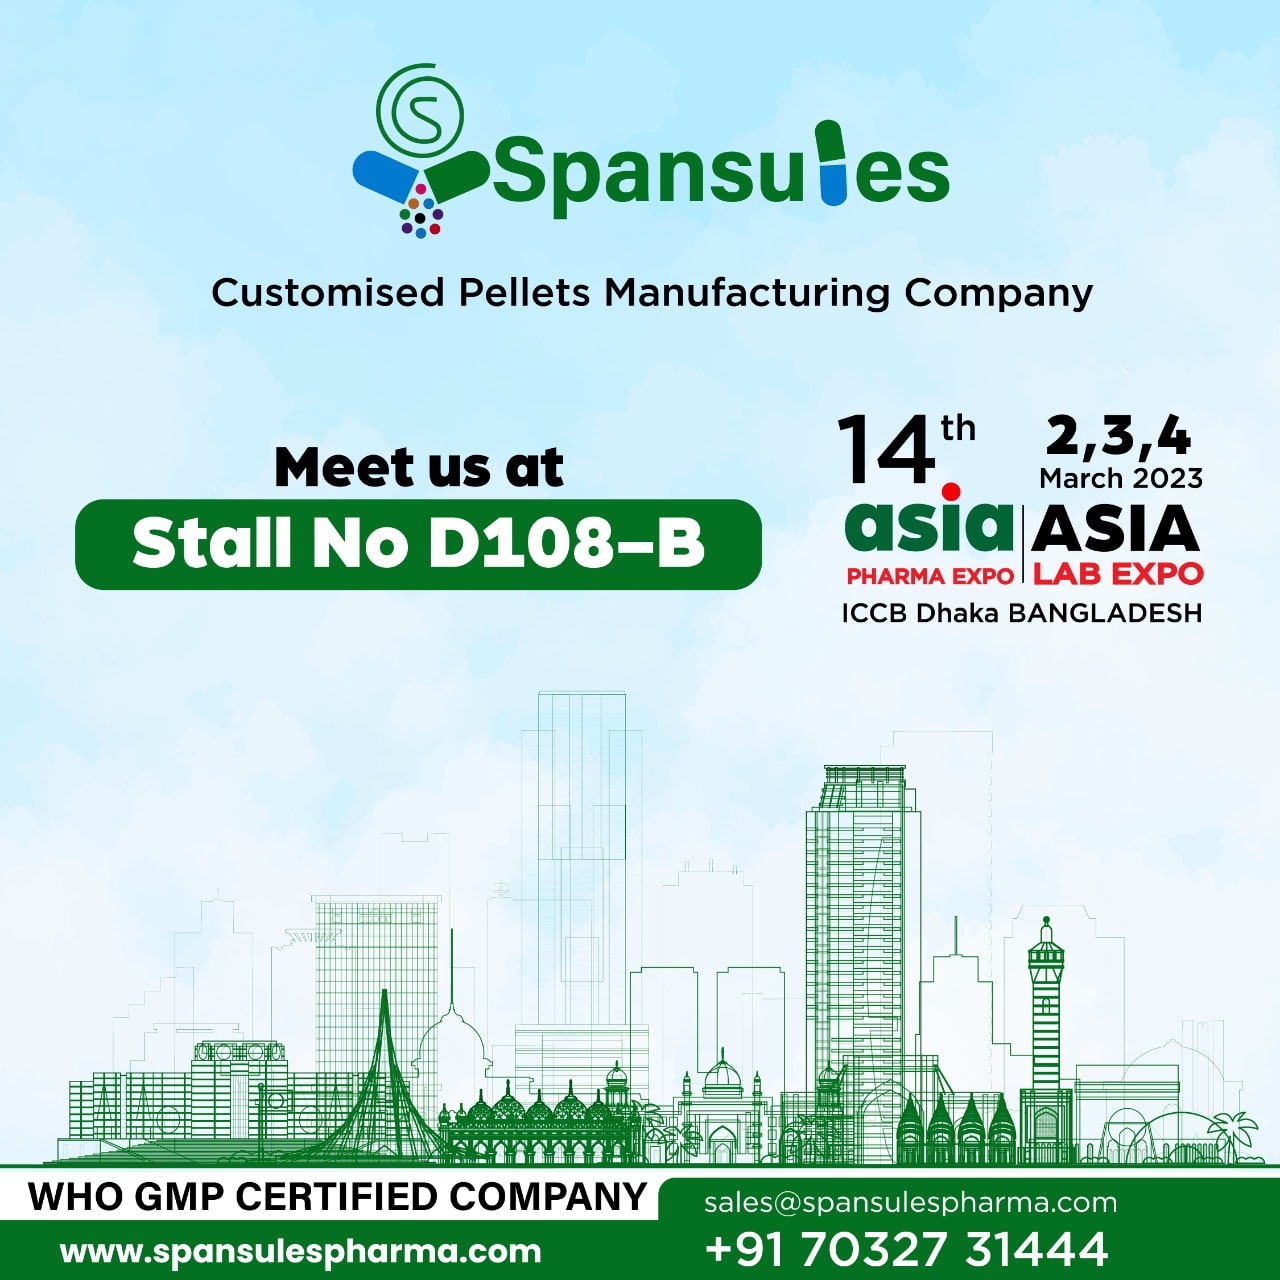 S
Spansules
Customised Pellets Manufacturing Company
Meet us at
Stall No D108-B
14th
2,3,4
March 2023
asia
PHARMA EXPO
ASIA
LAB EXPO
ICCB Dhaka BANGLADESH
WHO GMP CERTIFIED COMPANY
www.spansulespharma.com
sales@spansulespharma.com
+91 70327 31444